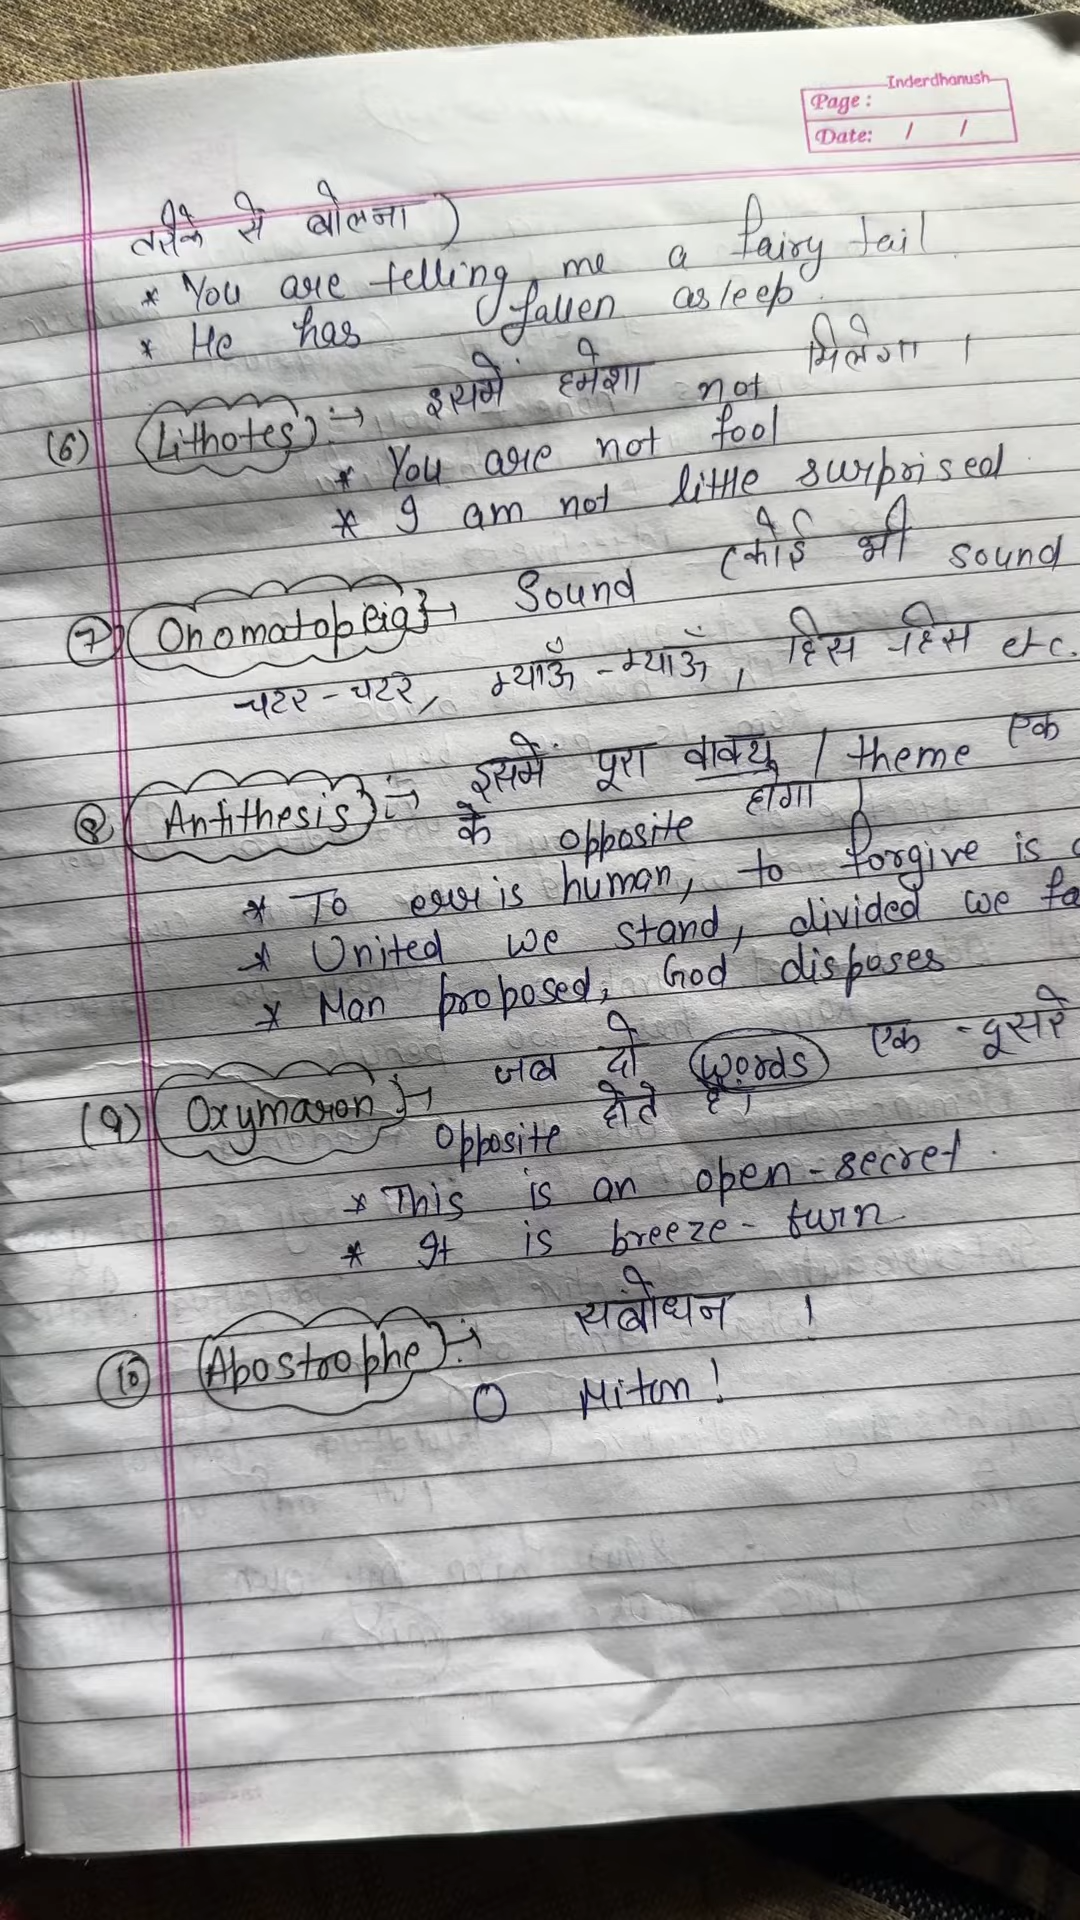 Inderdhanush
Page :
Date: / /
तरीके से बोलना )
* You are telling me a fairy tail.
* He has fallen asleep.
(6) Lithotes :→ इसमें हमेशा not मिलेगा ।
* You are not fool
* I am not little surprised.
(7) Onomatopeia → Sound (कोई भी sound
चटर-चटर, म्याऊँ-म्याऊँ, हिस हिस etc.
(8) Antithesis :→ इसमें पूरा वाक्य / theme एक
के opposite होगा ।
* To err is human, to forgive is
* United we stand, divided we fa
* Man proposed, God disposes
(9) Oxymaron → जब दो words एक-दूसरे
opposite होते है।
* This is an open-secret.
* It is breeze-turn
(10) Apostrophe :→ संबोधन !
O Miton !